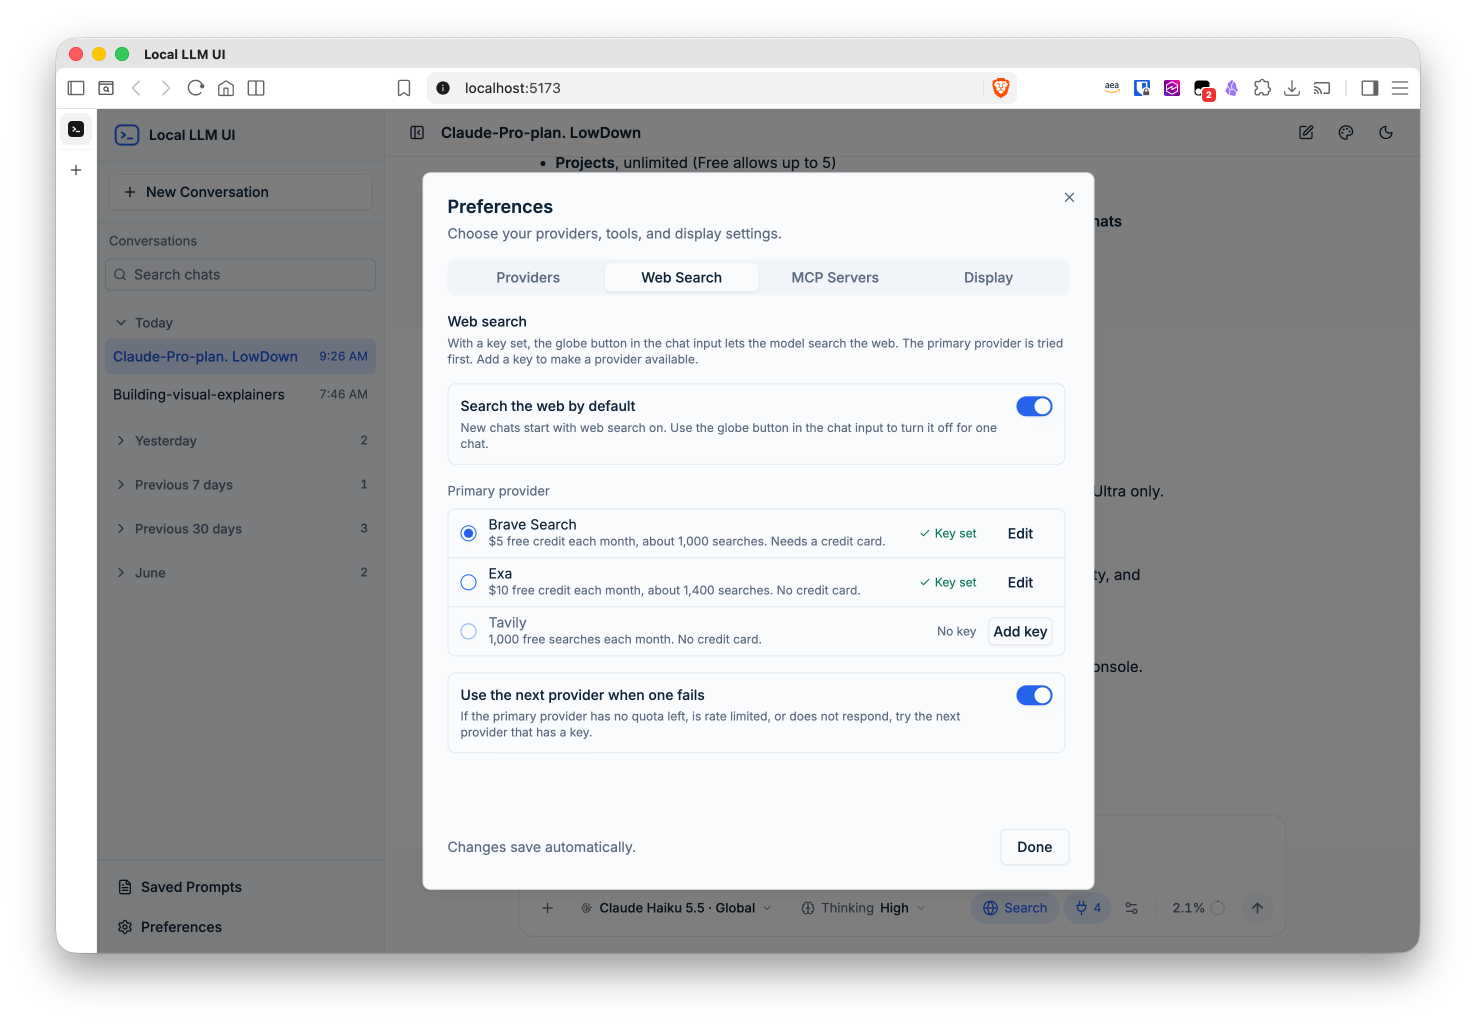 Local LLM UI
localhost:5173
aea
2
Local LLM UI
New Conversation
Conversations
Search chats
Today
Claude-Pro-plan. LowDown 9:26 AM
Building-visual-explainers 7:46 AM
Yesterday 2
Previous 7 days 1
Previous 30 days 3
June 2
Saved Prompts
Preferences
Claude-Pro-plan. LowDown
• Projects, unlimited (Free allows up to 5)
hats
Ultra only.
ty, and
onsole.
Preferences
Choose your providers, tools, and display settings.
Providers Web Search MCP Servers Display
Web search
With a key set, the globe button in the chat input lets the model search the web. The primary provider is tried
first. Add a key to make a provider available.
Search the web by default
New chats start with web search on. Use the globe button in the chat input to turn it off for one
chat.
Primary provider
Brave Search
$5 free credit each month, about 1,000 searches. Needs a credit card.
Key set Edit
Exa
$10 free credit each month, about 1,400 searches. No credit card.
Key set Edit
Tavily
1,000 free searches each month. No credit card.
No key Add key
Use the next provider when one fails
If the primary provider has no quota left, is rate limited, or does not respond, try the next
provider that has a key.
Changes save automatically.
Done
Claude Haiku 5.5 · Global Thinking High Search 4 2.1%